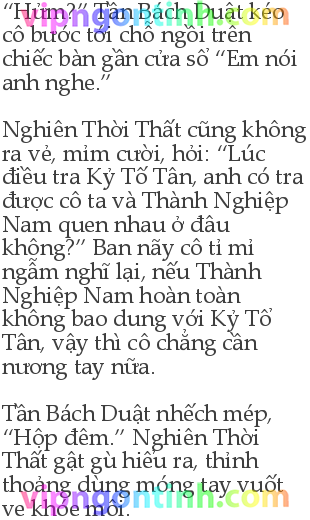 “Hửm?” Tần Bách Duật kéo
cô bước tới chỗ ngồi trên
chiếc bàn gần cửa sổ “Em nói
anh nghe.”

Nghiên Thời Thất cũng không
ra vẻ, mỉm cười, hỏi: “Lúc
điều tra Kỷ Tố Tân, anh có tra
được cô ta và Thành Nghiệp
Nam quen nhau ở đâu
không?” Ban nãy cô tỉ mỉ
ngẫm nghĩ lại, nếu Thành
Nghiệp Nam hoàn toàn
không bao dung với Kỷ Tố
Tân, vậy thì cô chẳng cần
nương tay nữa.

Tần Bách Duật nhếch mép,
“Hộp đêm.” Nghiên Thời
Thất gật gù hiểu ra, thỉnh
thoảng dùng móng tay vuốt
ve khóe môi.
vipngontinh.com
vipngontinh.com